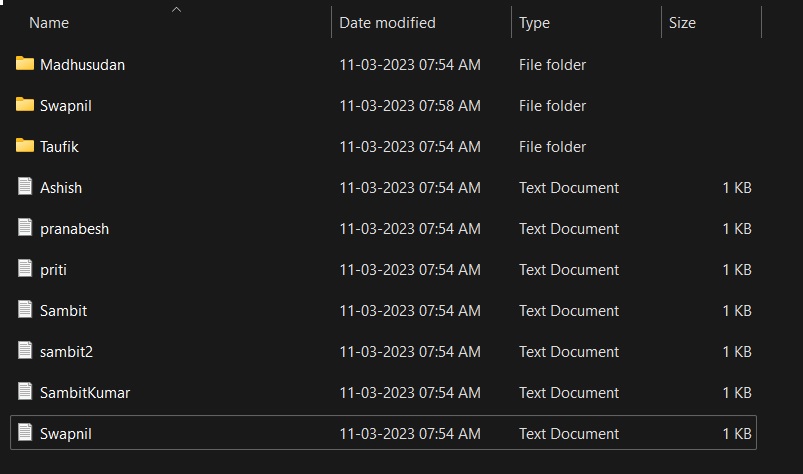 Name Date modified Type Size
Madhusudan 11-03-2023 07:54 AM File folder
Swapnil 11-03-2023 07:58 AM File folder
Taufik 11-03-2023 07:54 AM File folder
Ashish 11-03-2023 07:54 AM Text Document 1 KB
pranabesh 11-03-2023 07:54 AM Text Document 1 KB
priti 11-03-2023 07:54 AM Text Document 1 KB
Sambit 11-03-2023 07:54 AM Text Document 1 KB
sambit2 11-03-2023 07:54 AM Text Document 1 KB
SambitKumar 11-03-2023 07:54 AM Text Document 1 KB
Swapnil 11-03-2023 07:54 AM Text Document 1 KB